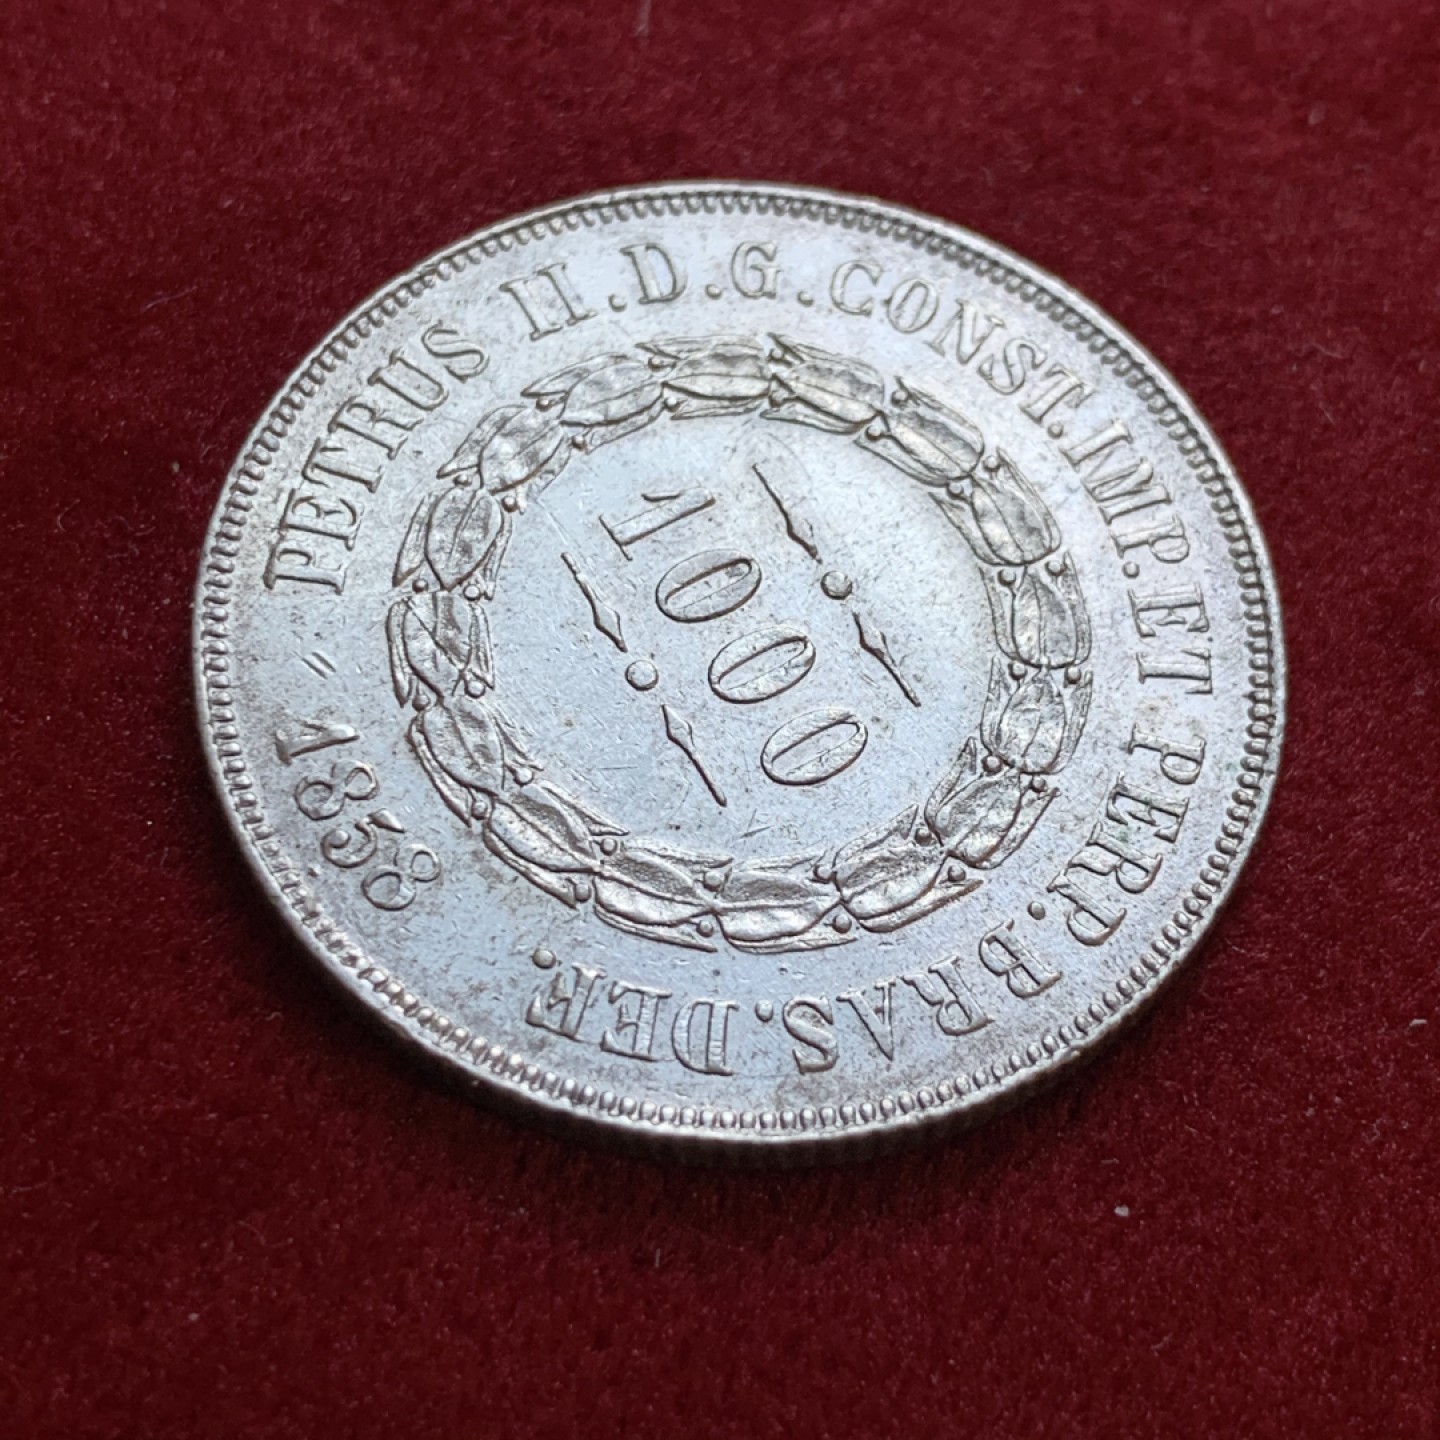 PETRUS II.D.G.CONST.IMP.ET PERP.BRAS.DEF.
1858
1000